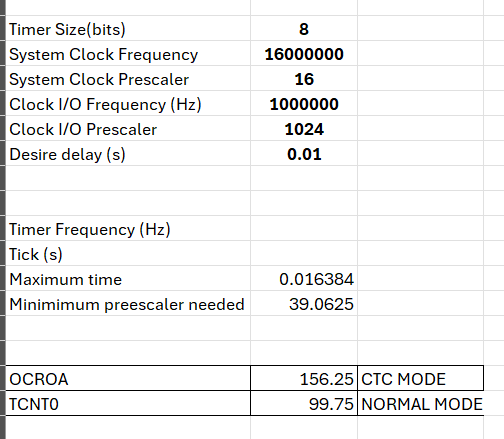 Timer Size(bits) 8
System Clock Frequency 16000000
System Clock Prescaler 16
Clock I/O Frequency (Hz) 1000000
Clock I/O Prescaler 1024
Desire delay (s) 0.01
Timer Frequency (Hz)
Tick (s)
Maximum time 0.016384
Minimimum preescaler needed 39.0625
OCROA 156.25 CTC MODE
TCNT0 99.75 NORMAL MODE